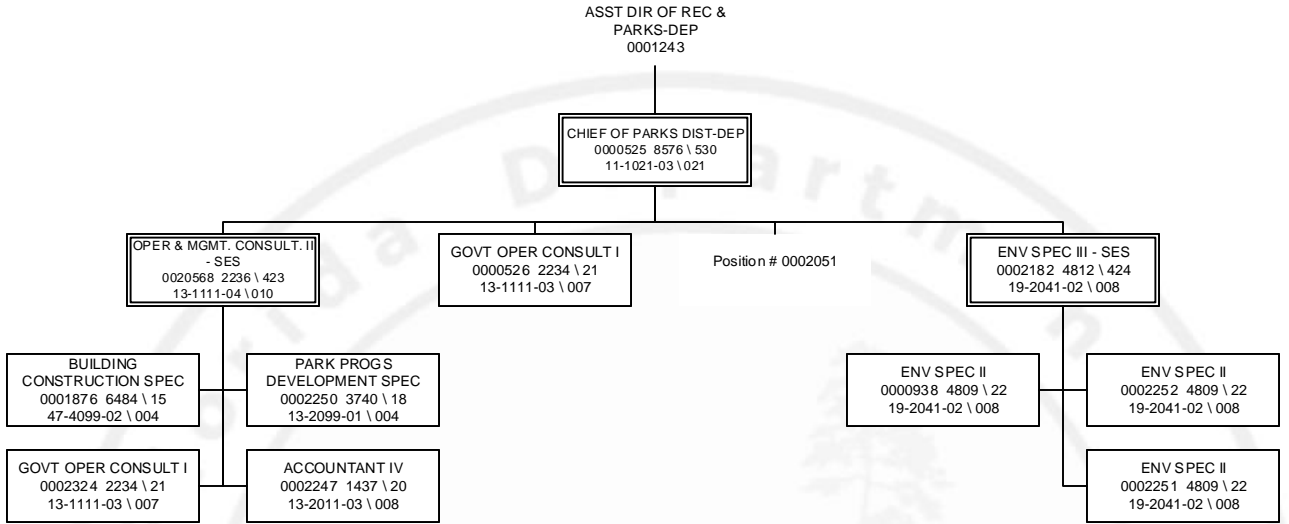 ASST DIR OF REC &
PARKS-DEP
0001243
CHIEF OF PARKS DIST-DEP
0000525 8576 \ 530
11-1021-03 \ 021
OPER & MGMT. CONSULT. II
- SES
0020568 2236 \ 423
13-1111-04 \ 010
GOVT OPER CONSULT I
0000526 2234 \ 21
13-1111-03 \ 007
Position # 0002051
ENV SPEC III - SES
0002182 4812 \ 424
19-2041-02 \ 008
BUILDING
CONSTRUCTION SPEC
0001876 6484 \ 15
47-4099-02 \ 004
PARK PROGS
DEVELOPMENT SPEC
0002250 3740 \ 18
13-2099-01 \ 004
ENV SPEC II
0000938 4809 \ 22
19-2041-02 \ 008
ENV SPEC II
0002252 4809 \ 22
19-2041-02 \ 008
GOVT OPER CONSULT I
0002324 2234 \ 21
13-1111-03 \ 007
ACCOUNTANT IV
0002247 1437 \ 20
13-2011-03 \ 008
ENV SPEC II
0002251 4809 \ 22
19-2041-02 \ 008